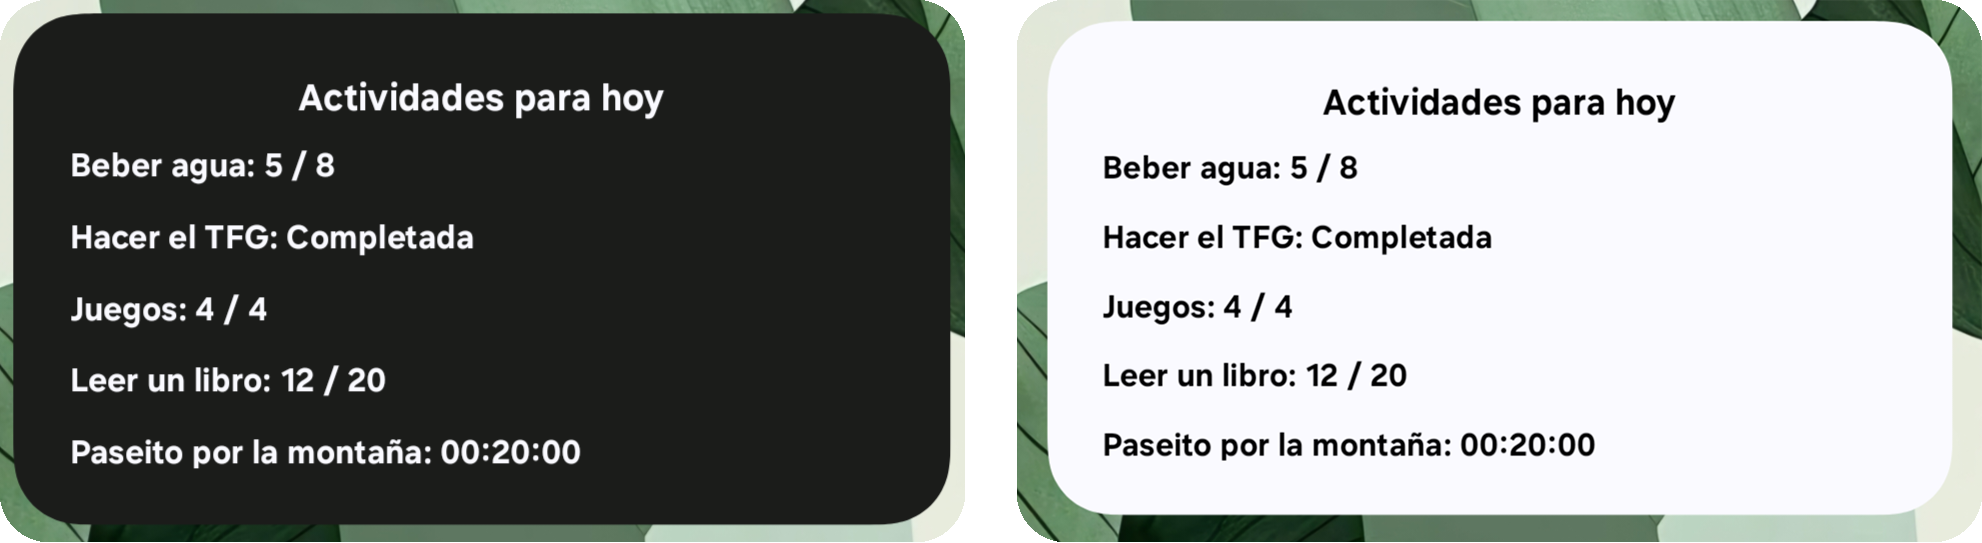 Actividades para hoy
Beber agua: 5 / 8
Hacer el TFG: Completada
Juegos: 4 / 4
Leer un libro: 12 / 20
Paseito por la montaña: 00:20:00
Actividades para hoy
Beber agua: 5 / 8
Hacer el TFG: Completada
Juegos: 4 / 4
Leer un libro: 12 / 20
Paseito por la montaña: 00:20:00